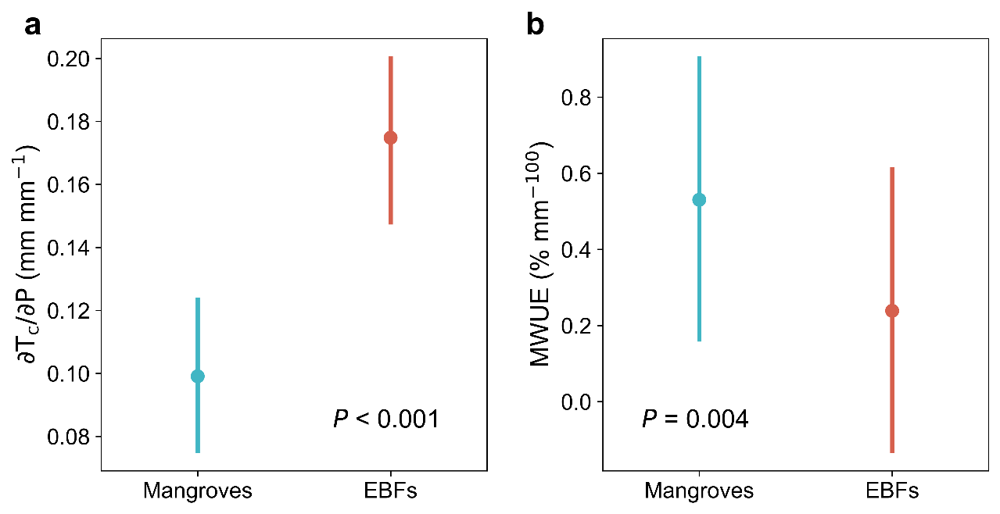 a
0.20
0.18
0.16
0.14
0.12
0.10
0.08
∂Tc/∂P (mm mm⁻¹)
P < 0.001
Mangroves EBFs
b
0.8
0.6
0.4
0.2
0.0
MWUE (% mm⁻¹⁰⁰)
P = 0.004
Mangroves EBFs